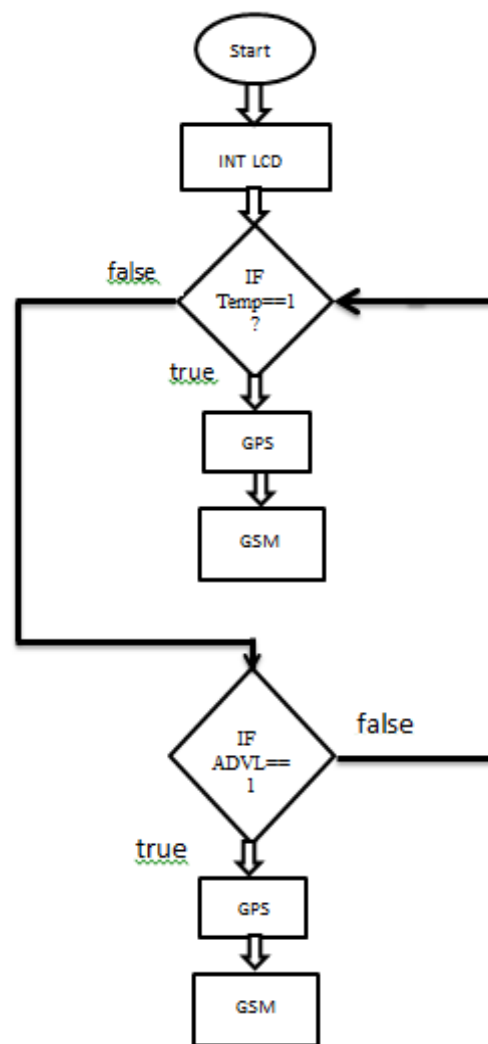 Start
INT LCD
false
IF
Temp==1
?
true
GPS
GSM
IF
ADVL==
1
false
true
GPS
GSM